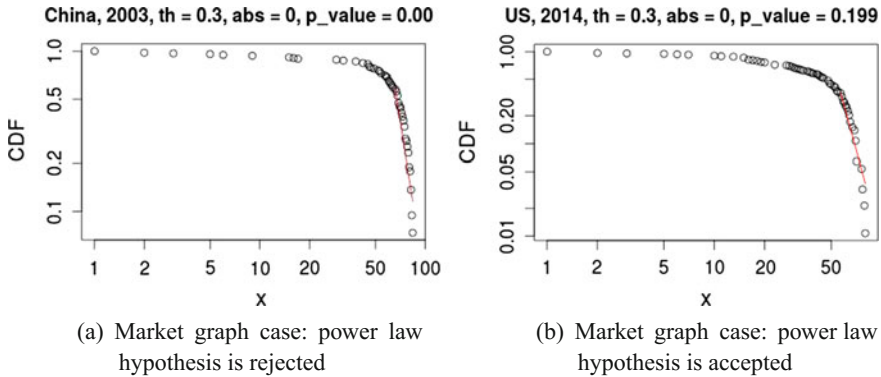 China, 2003, th = 0.3, abs = 0, p_value = 0.00
CDF
1.0
0.5
0.2
0.1
1 2 5 10 20 50 100
X
(a) Market graph case: power law
hypothesis is rejected
US, 2014, th = 0.3, abs = 0, p_value = 0.199
CDF
1.00
0.20
0.05
0.01
1 2 5 10 20 50
X
(b) Market graph case: power law
hypothesis is accepted